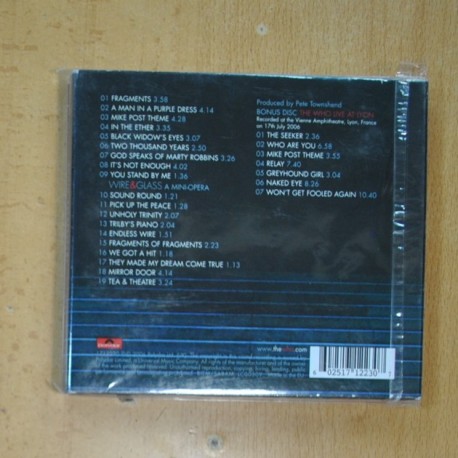 01 FRAGMENTS 3.58
02 A MAN IN A PURPLE DRESS 4.14
03 MIKE POST THEME 4.28
04 IN THE ETHER 3.35
05 BLACK WIDOW'S EYES 3.07
06 TWO THOUSAND YEARS 2.50
07 GOD SPEAKS OF MARTY ROBBINS 3.26
08 IT'S NOT ENOUGH 4.02
09 YOU STAND BY ME 1.36
WIRE&GLASS A MINI-OPERA
10 SOUND ROUND 1.21
11 PICK UP THE PEACE 1.28
12 UNHOLY TRINITY 2.07
13 TRILBY'S PIANO 2.04
14 ENDLESS WIRE 1.51
15 FRAGMENTS OF FRAGMENTS 2.23
16 WE GOT A HIT 1.18
17 THEY MADE MY DREAM COME TRUE 1.13
18 MIRROR DOOR 4.14
19 TEA & THEATRE 3.24
Produced by Pete Townshend
BONUS DISC THE WHO LIVE AT LYON
Recorded at the Vienne Amphitheatre, Lyon, France
on 17th July 2006
01 THE SEEKER 2.36
02 WHO ARE YOU 6.58
03 MIKE POST THEME 3.55
04 RELAY 7.40
05 GREYHOUND GIRL 3.04
06 NAKED EYE 8.26
07 WON'T GET FOOLED AGAIN 10.40
www.thewho.com
6 02517 12230 7